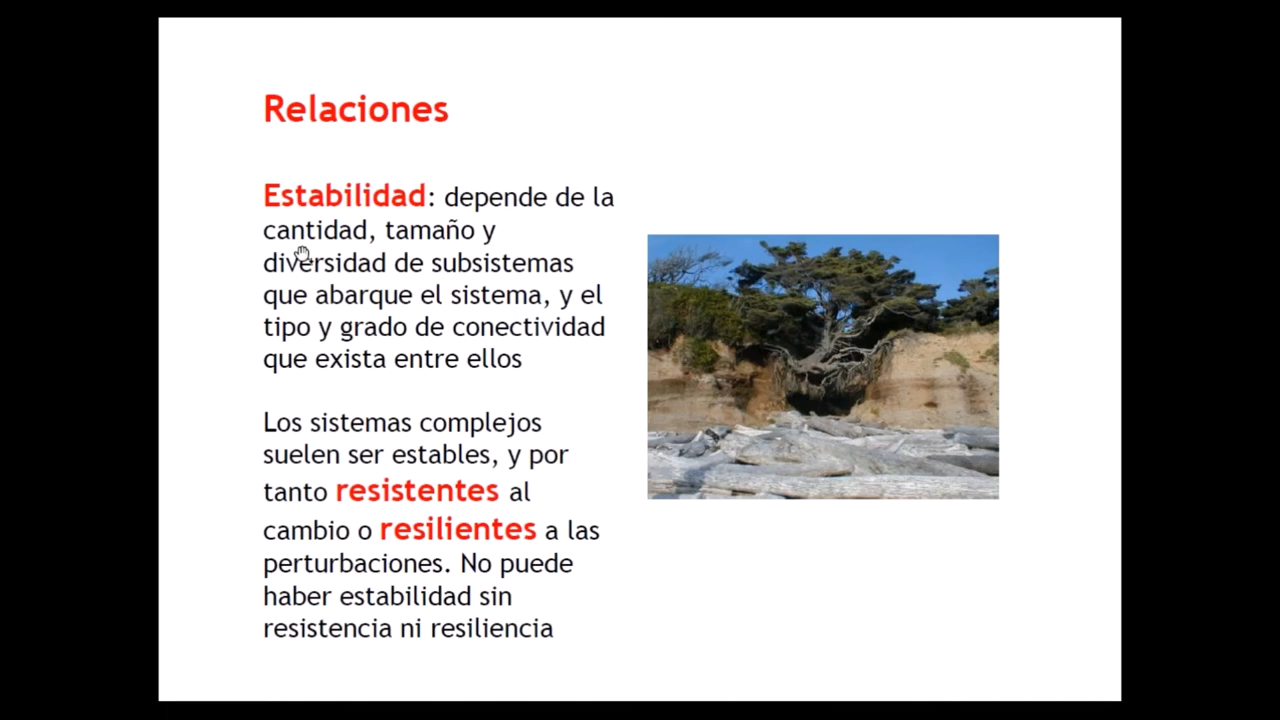 Relaciones
Estabilidad: depende de la
cantidad, tamaño y
diversidad de subsistemas
que abarque el sistema, y el
tipo y grado de conectividad
que exista entre ellos
Los sistemas complejos
suelen ser estables, y por
tanto resistentes al
cambio o resilientes a las
perturbaciones. No puede
haber estabilidad sin
resistencia ni resiliencia